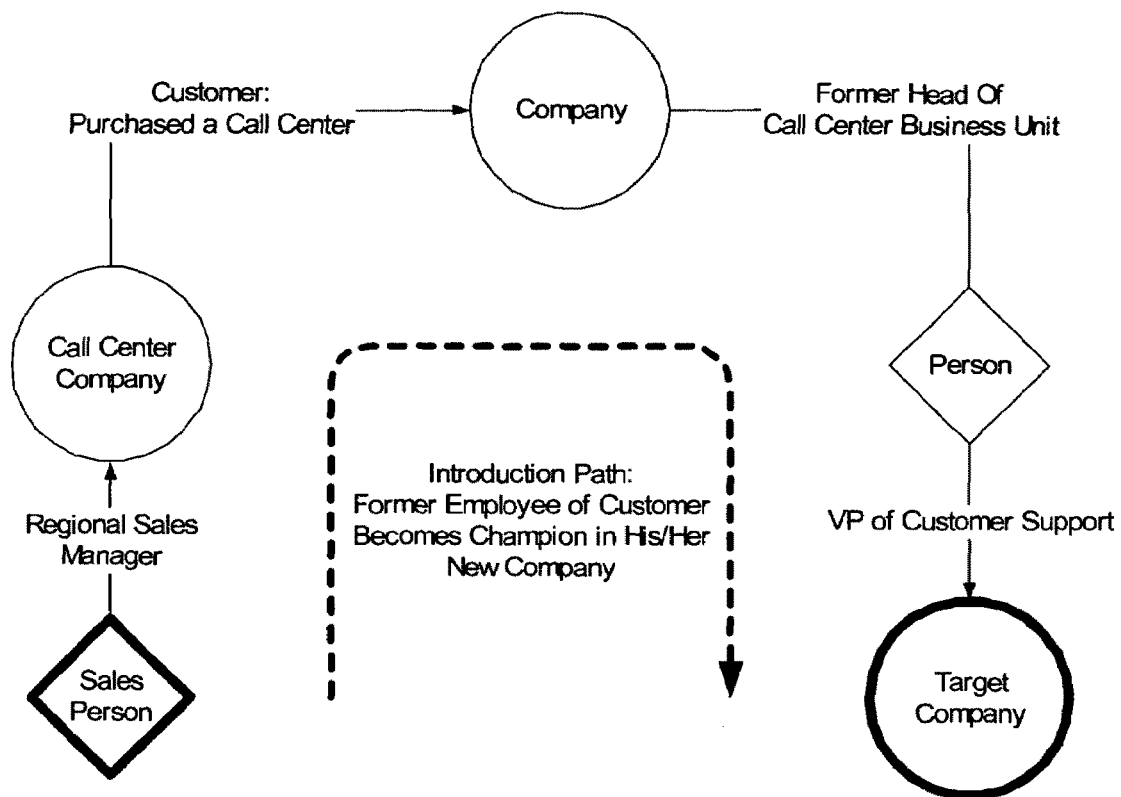 Customer:
Purchased a Call Center
Company
Former Head Of
Call Center Business Unit
Call Center
Company
Person
Introduction Path:
Former Employee of Customer
Becomes Champion in His/Her
New Company
Regional Sales
Manager
VP of Customer Support
Sales
Person
Target
Company